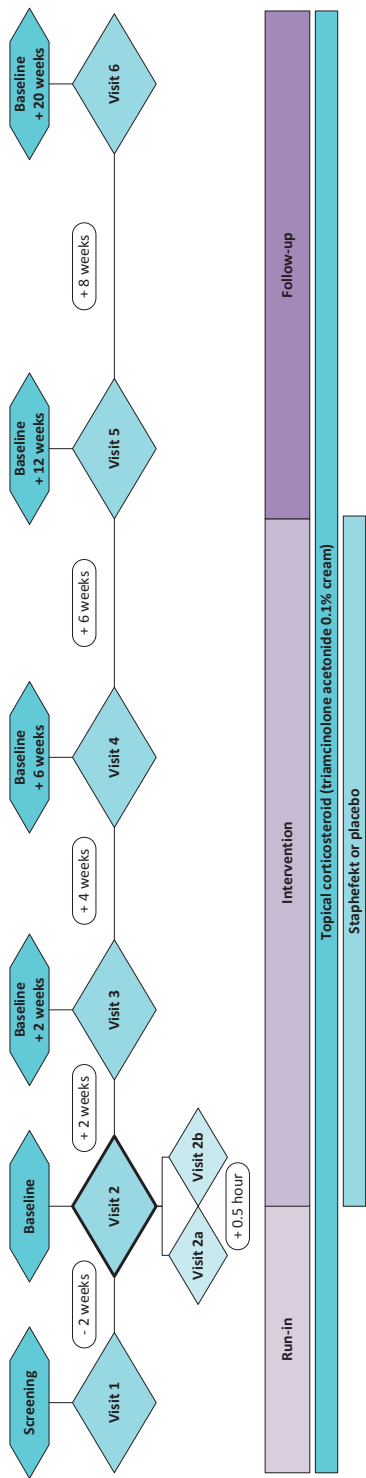 Screening
Baseline
Baseline
+ 2 weeks
Baseline
+ 6 weeks
Baseline
+ 12 weeks
Baseline
+ 20 weeks
- 2 weeks
+ 2 weeks
+ 4 weeks
+ 6 weeks
+ 8 weeks
Visit 1
Visit 2
Visit 3
Visit 4
Visit 5
Visit 6
Visit 2a
Visit 2b
+ 0.5 hour
Run-in
Intervention
Follow-up
Topical corticosteroid (triamcinolone acetonide 0.1% cream)
Staphefekt or placebo